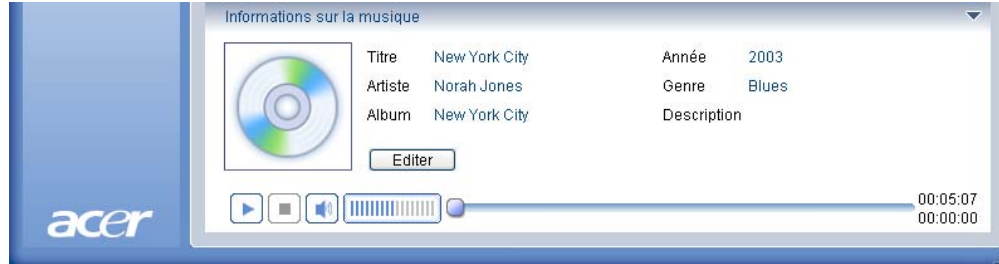 Informations sur la musique
Titre New York City Année 2003
Artiste Norah Jones Genre Blues
Album New York City Description
Editer
00:05:07
00:00:00
acer